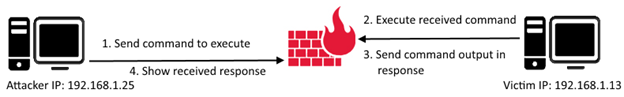 1. Send command to execute
4. Show received response
Attacker IP: 192.168.1.25
2. Execute received command
3. Send command output in
response
Victim IP: 192.168.1.13